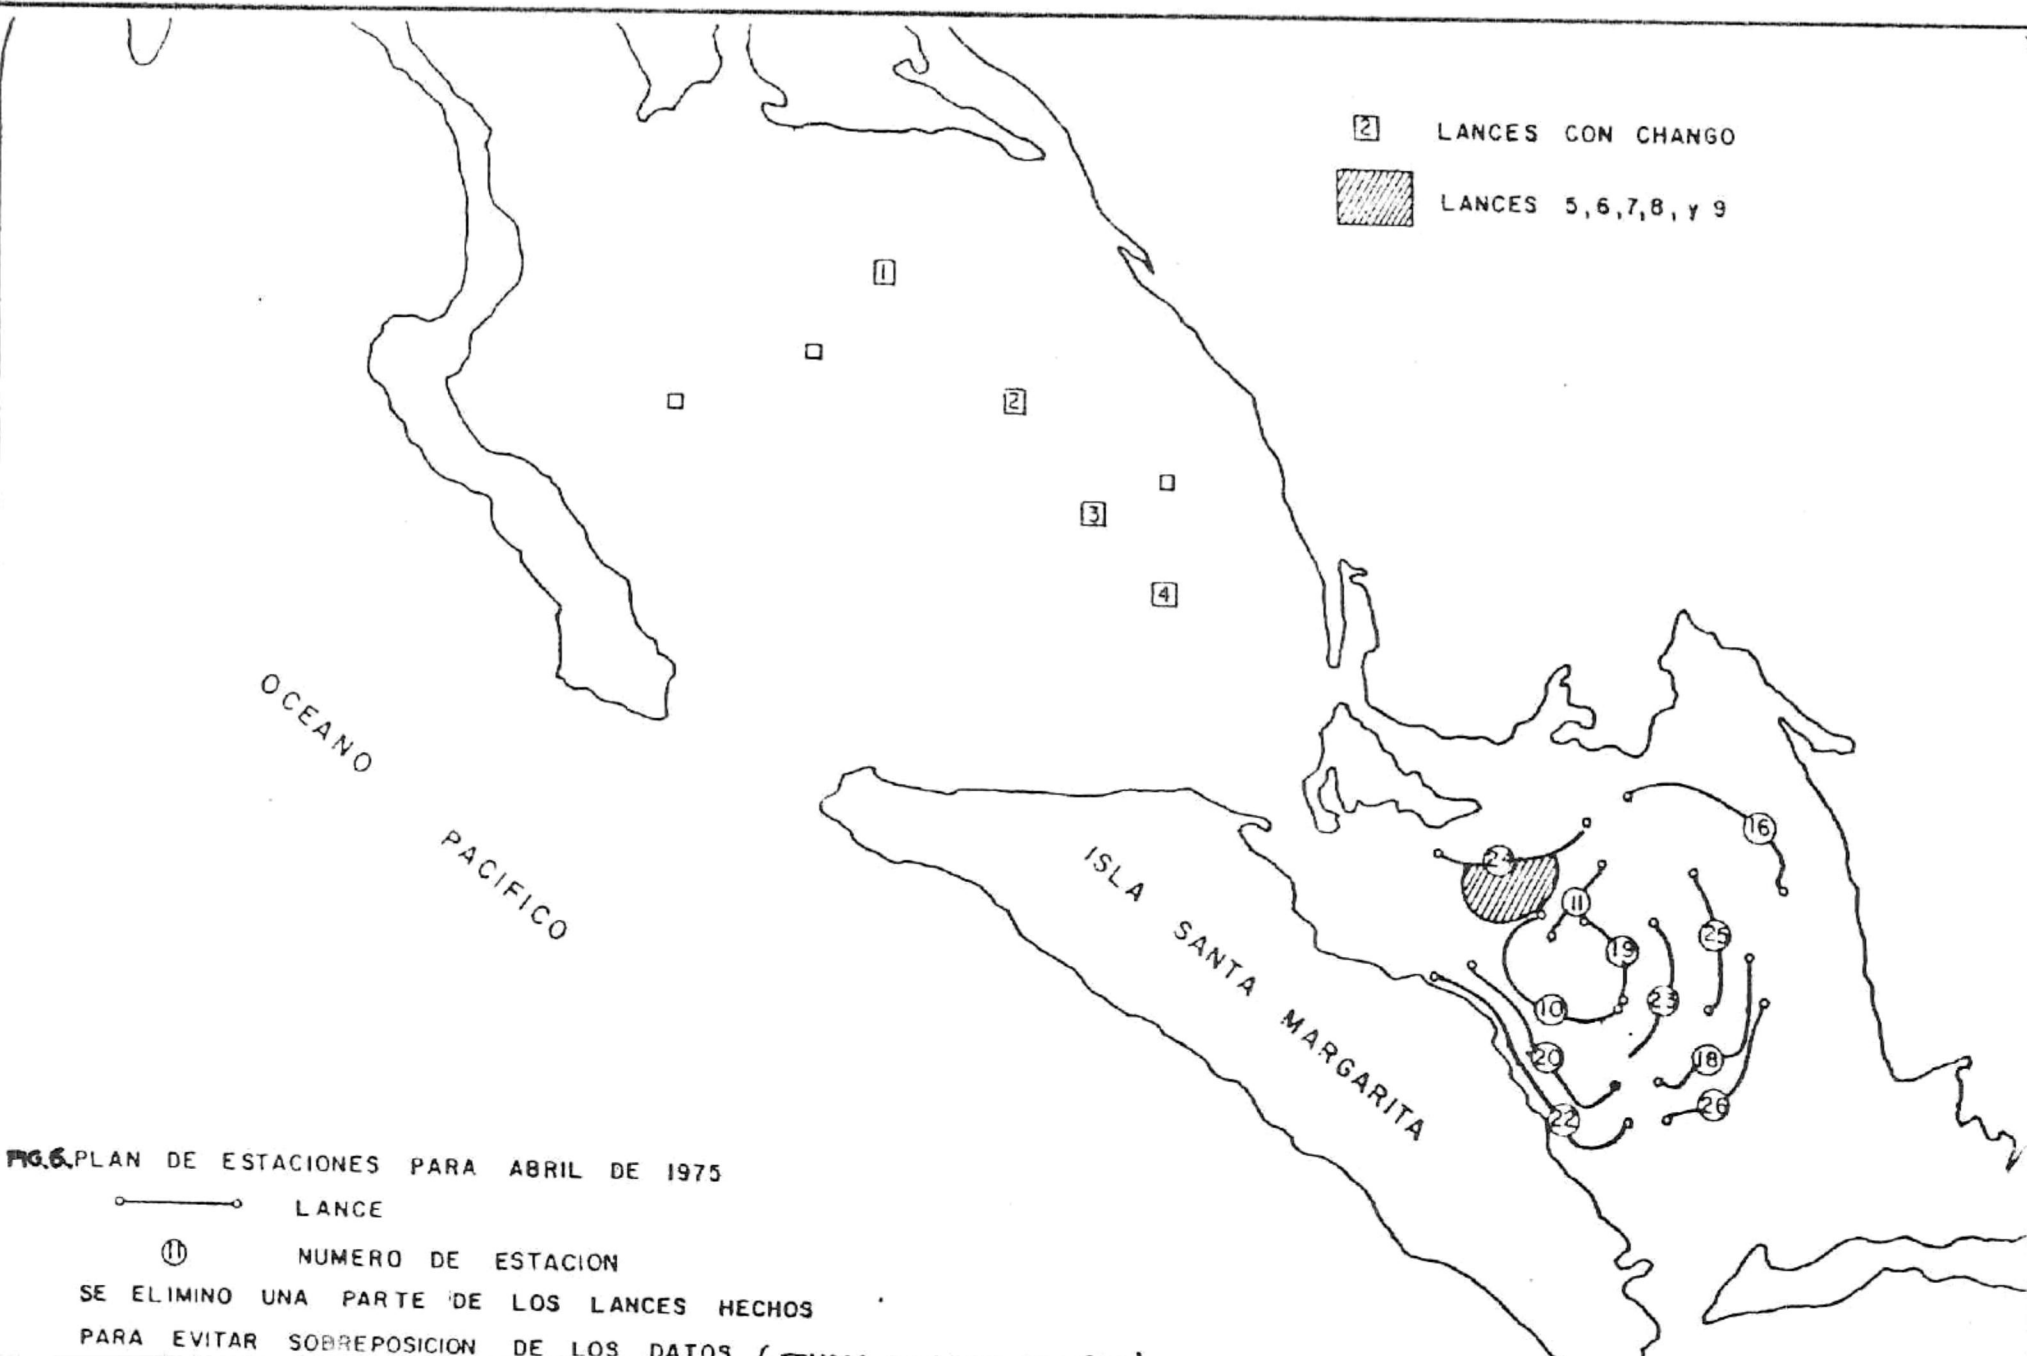 2 LANCES CON CHANGO
LANCES 5,6,7,8, y 9
1
2
3
4
OCEANO
PACIFICO
ISLA SANTA MARGARITA
16
24
11
25
19
10
23
20
18
22
26
FIG.6.PLAN DE ESTACIONES PARA ABRIL DE 1975
LANCE
11 NUMERO DE ESTACION
SE ELIMINO UNA PARTE DE LOS LANCES HECHOS
PARA EVITAR SOBREPOSICION DE LOS DATOS (